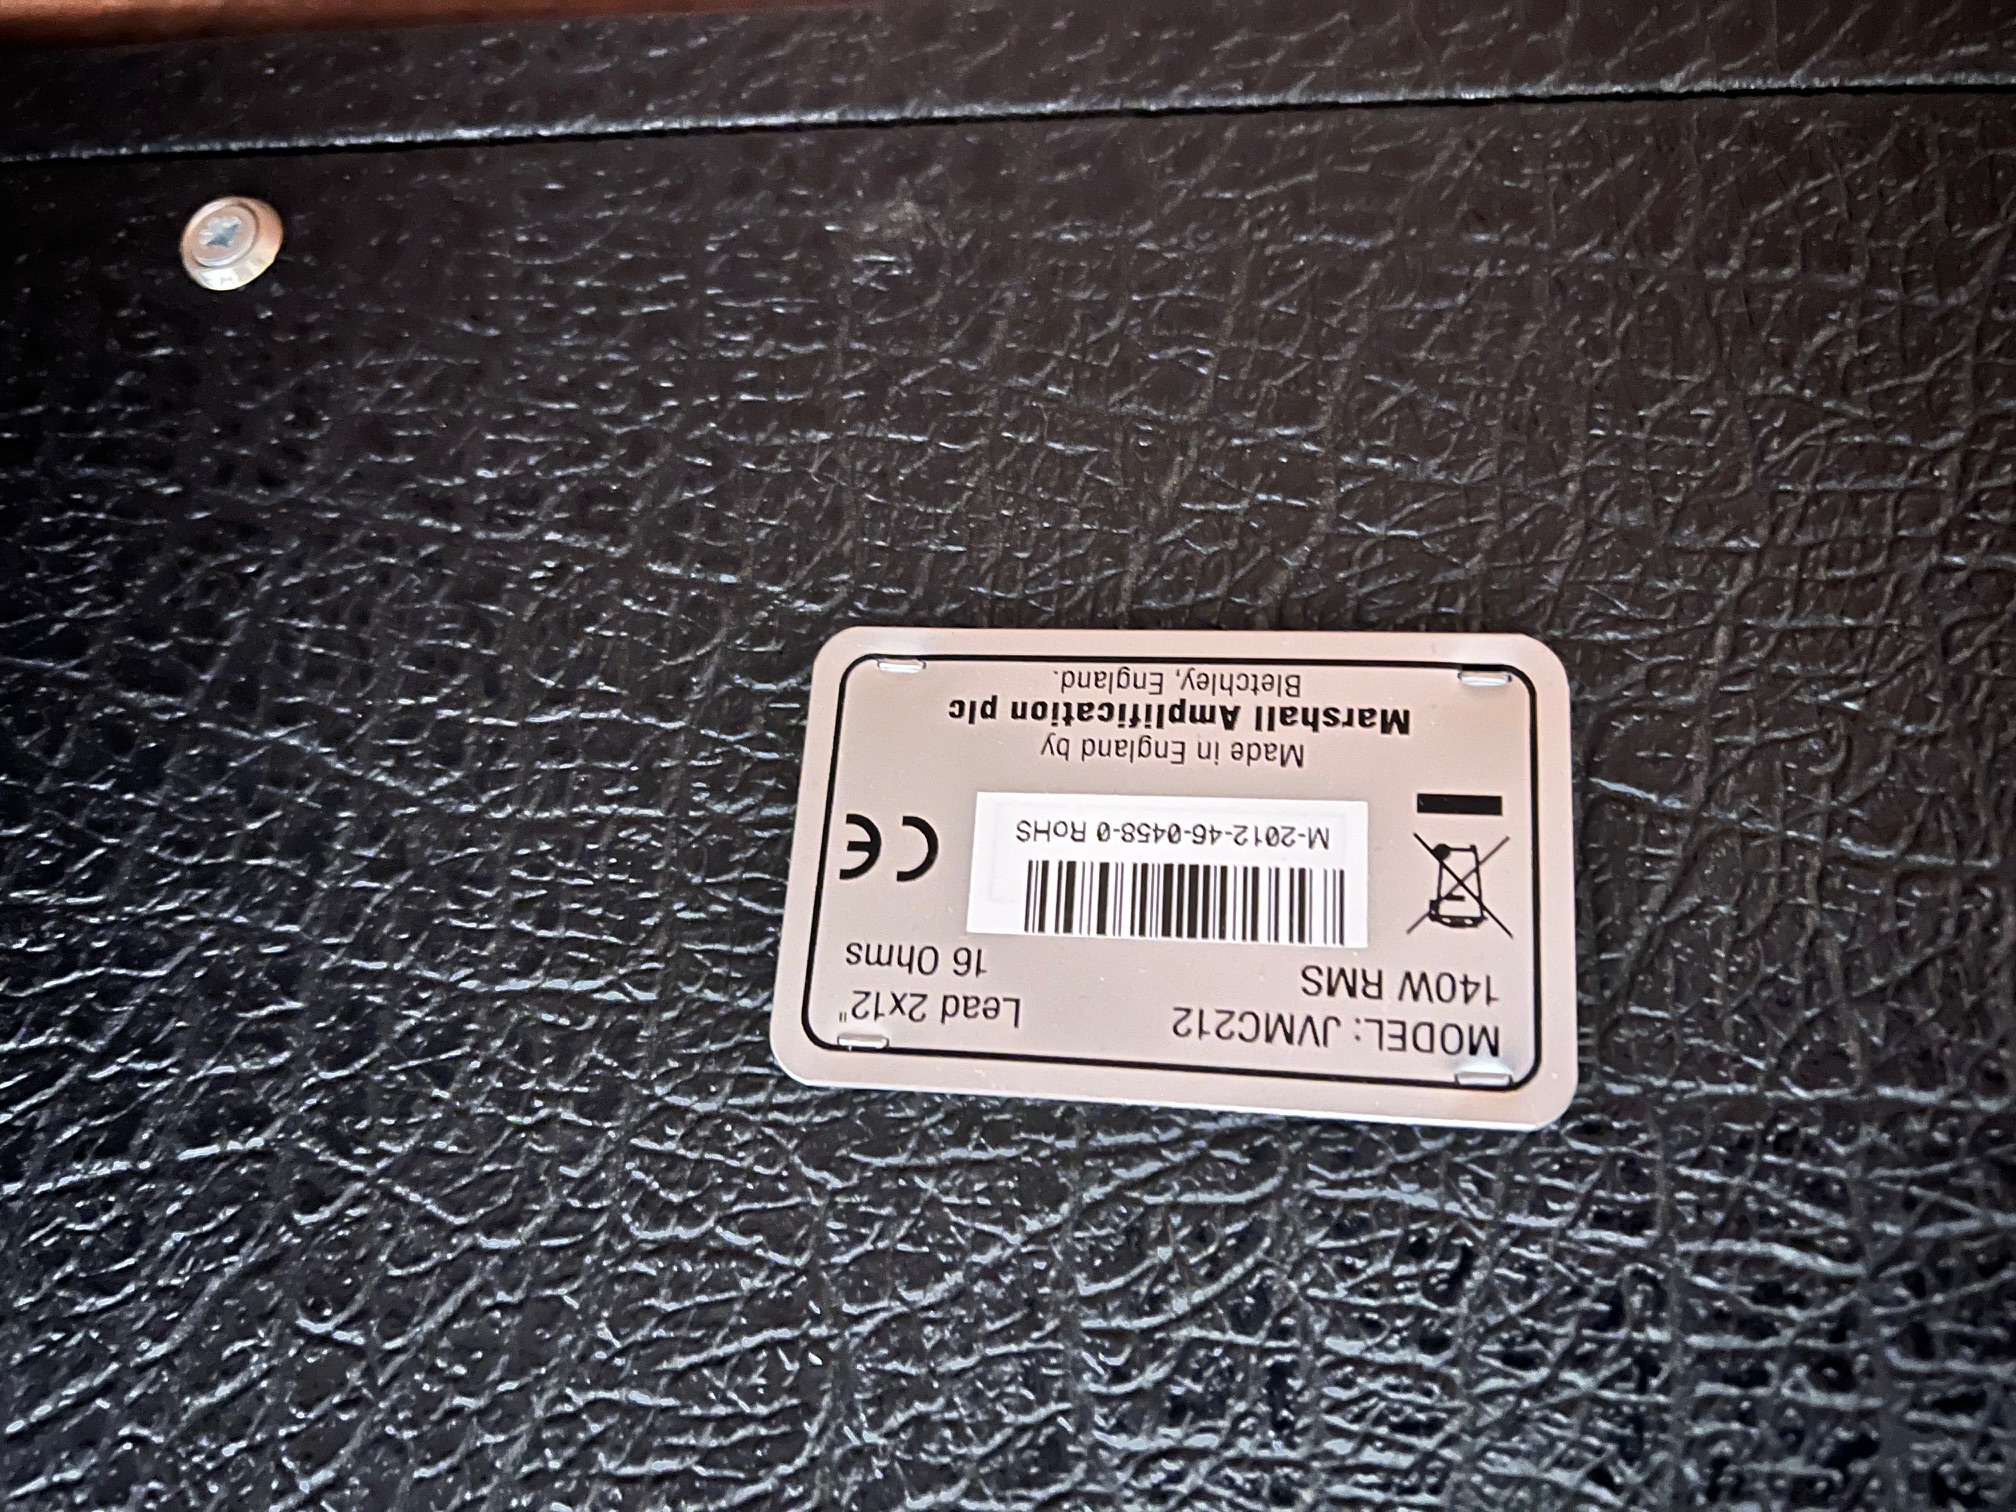 MODEL: JVMC212 Lead 2x12"
140W RMS 16 Ohms
M-2012-46-0458-0 RoHS
CE
Made in England by
Marshall Amplification plc
Bletchley, England.